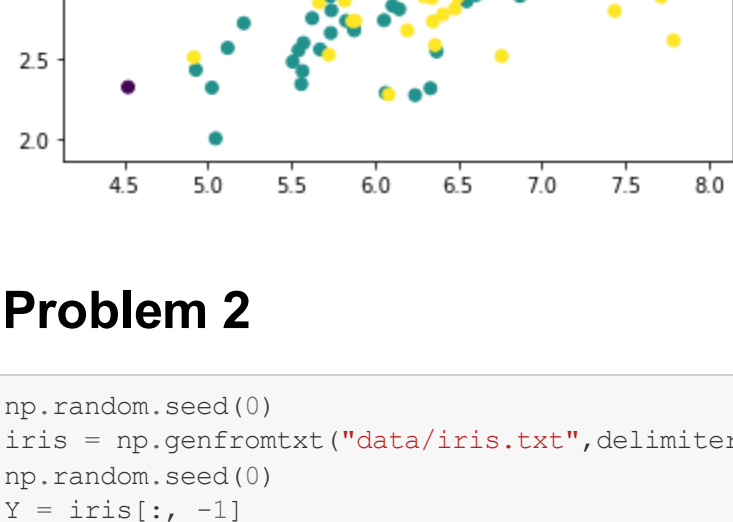 2.5
2.0
4.5 5.0 5.5 6.0 6.5 7.0 7.5 8.0
Problem 2
np.random.seed(0)
iris = np.genfromtxt("data/iris.txt",delimiter
np.random.seed(0)
Y = iris[:, -1]